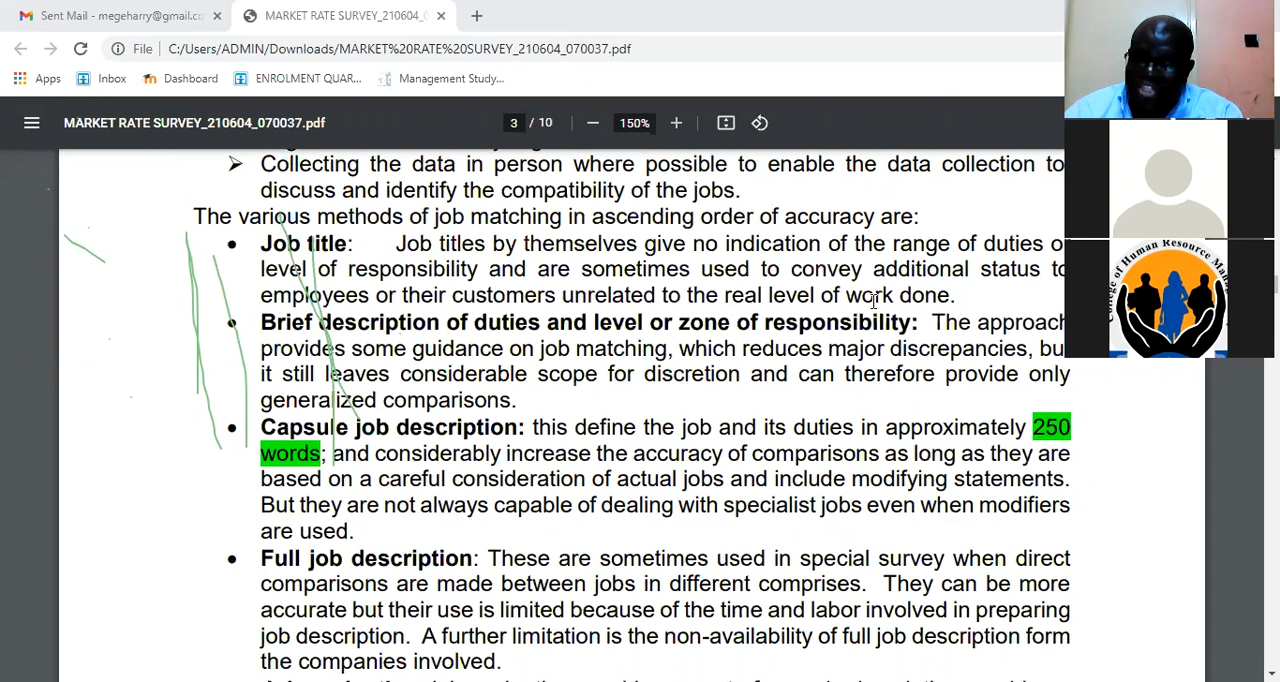 Sent Mail - megeharry@gmail.co
MARKET RATE SURVEY_210604_0
File C:/Users/ADMIN/Downloads/MARKET%20RATE%20SURVEY_210604_070037.pdf
Apps Inbox Dashboard ENROLMENT QUAR... Management Study...
MARKET RATE SURVEY_210604_070037.pdf 3 / 10 150%
➢ Collecting the data in person where possible to enable the data collection to
discuss and identify the compatibility of the jobs.
The various methods of job matching in ascending order of accuracy are:
• Job title: Job titles by themselves give no indication of the range of duties o
level of responsibility and are sometimes used to convey additional status to
employees or their customers unrelated to the real level of work done.
• Brief description of duties and level or zone of responsibility: The approach
provides some guidance on job matching, which reduces major discrepancies, bu
it still leaves considerable scope for discretion and can therefore provide only
generalized comparisons.
• Capsule job description: this define the job and its duties in approximately 250
words; and considerably increase the accuracy of comparisons as long as they are
based on a careful consideration of actual jobs and include modifying statements.
But they are not always capable of dealing with specialist jobs even when modifiers
are used.
• Full job description: These are sometimes used in special survey when direct
comparisons are made between jobs in different comprises. They can be more
accurate but their use is limited because of the time and labor involved in preparing
job description. A further limitation is the non-availability of full job description form
the companies involved.
College of Human Resource Mana